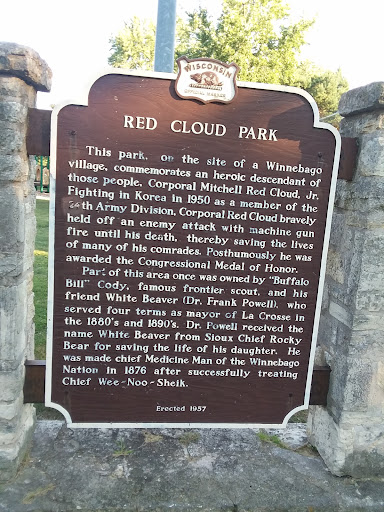 WISCONSIN
OFFICIAL MARKER
RED CLOUD PARK
This park, on the site of a Winnebago
village, commemorates an heroic descendant of
those people, Corporal Mitchell Red Cloud, Jr.
Fighting in Korea in 1950 as a member of the
24th Army Division, Corporal Red Cloud bravely
held off an enemy attack with machine gun
fire until his death, thereby saving the lives
of many of his comrades. Posthumously he was
awarded the Congressional Medal of Honor.
Part of this area once was owned by "Buffalo
Bill" Cody, famous frontier scout, and his
friend White Beaver (Dr. Frank Powell), who
served four terms as mayor of La Crosse in
the 1880's and 1890's. Dr. Powell received the
name White Beaver from Sioux Chief Rocky
Bear for saving the life of his daughter. He
was made chief Medicine Man of the Winnebago
Nation in 1876 after successfully treating
Chief Wee-Noo-Sheik.
Erected 1957